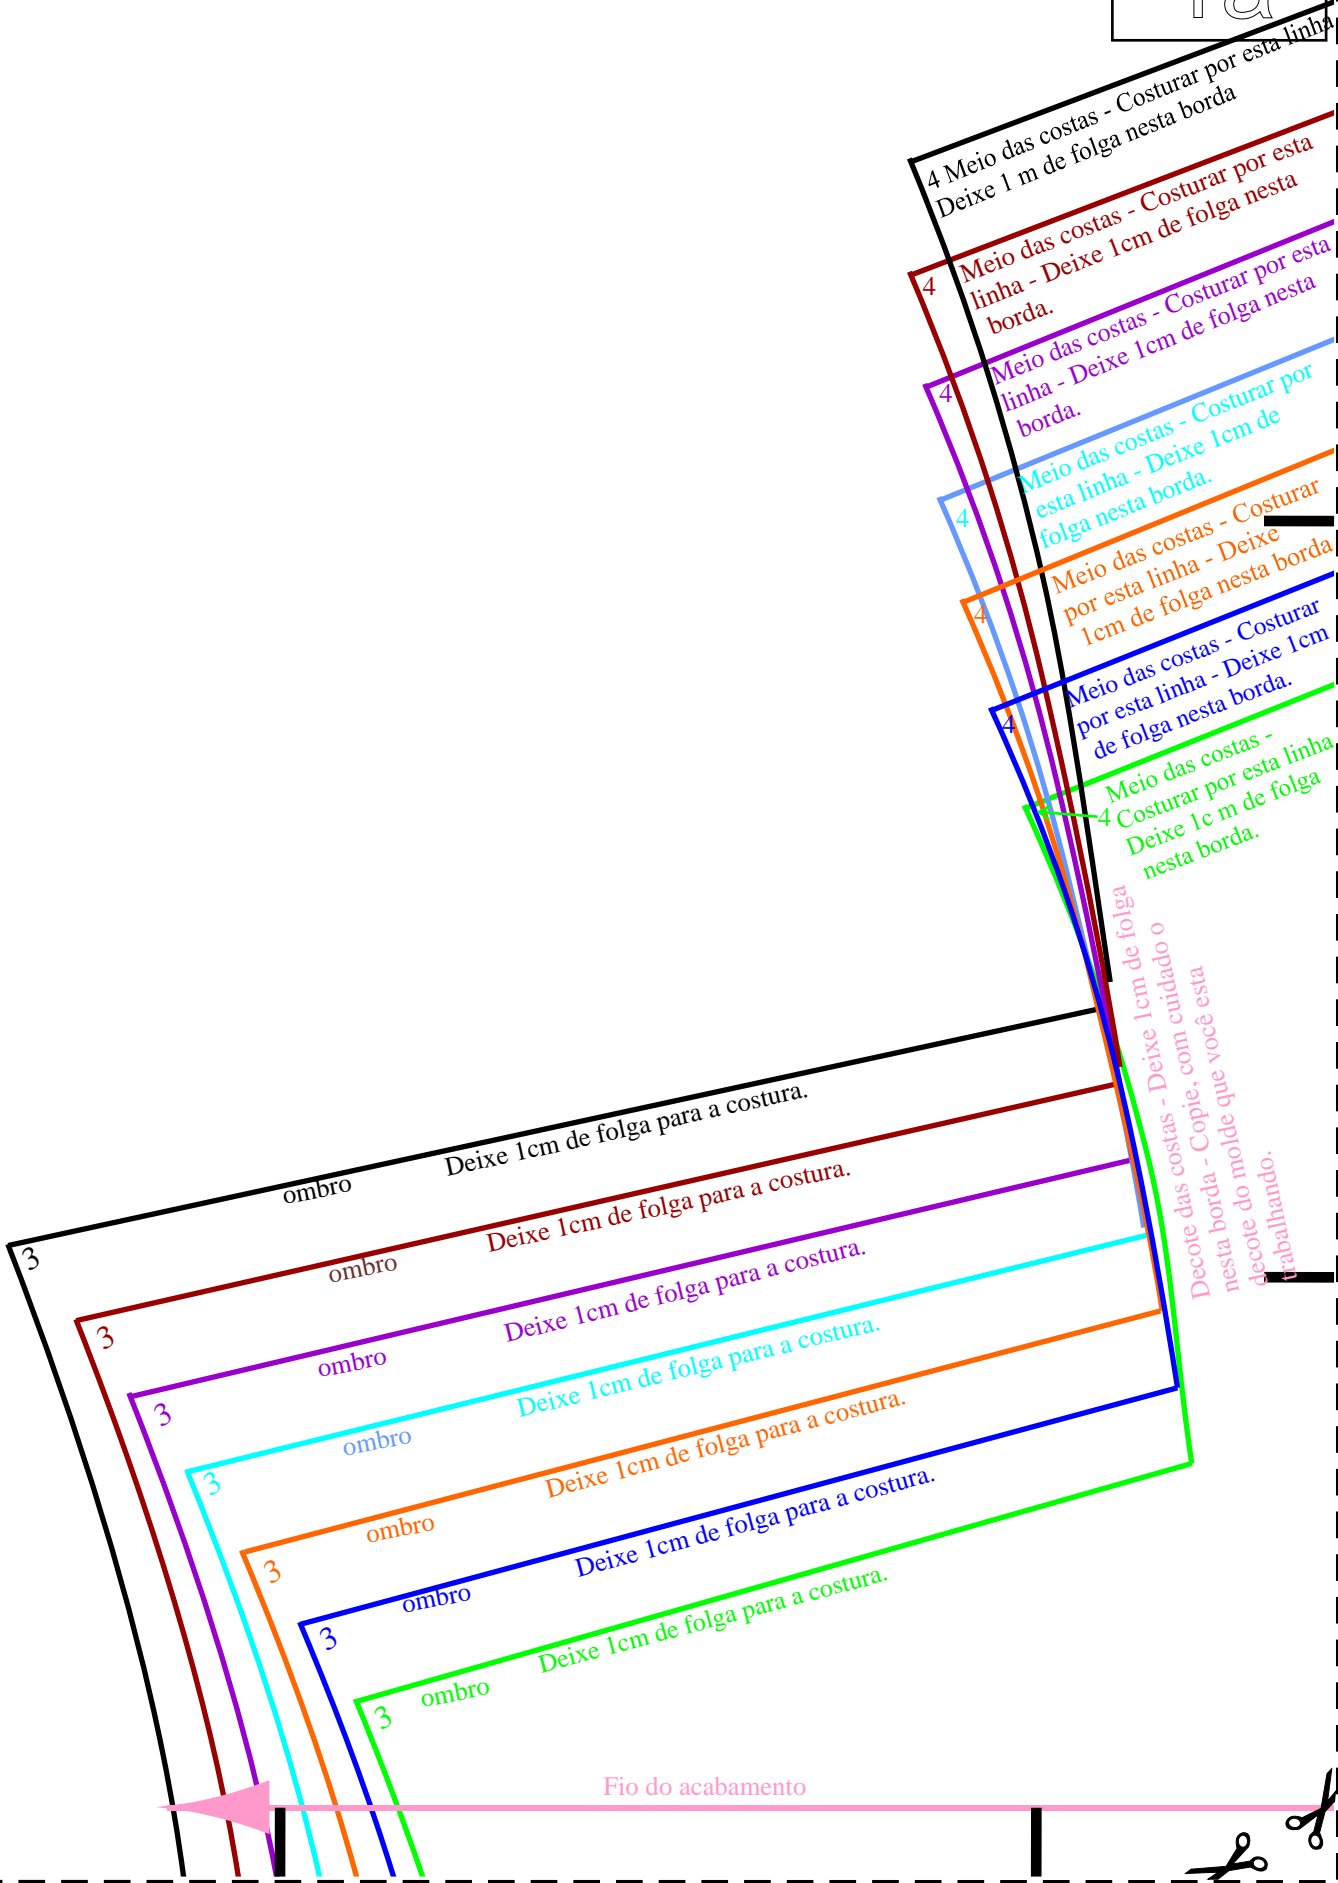 4 Meio das costas - Costurar por esta linha
Deixe 1 m de folga nesta borda
4
Meio das costas - Costurar por esta
linha - Deixe 1cm de folga nesta
borda.
4
Meio das costas - Costurar por esta
linha - Deixe 1cm de folga nesta
borda.
4
Meio das costas - Costurar por
esta linha - Deixe 1cm de
folga nesta borda.
4
Meio das costas - Costurar
por esta linha - Deixe
1cm de folga nesta borda
4
Meio das costas - Costurar
por esta linha - Deixe 1cm
de folga nesta borda.
4
Meio das costas -
Costurar por esta linha
Deixe 1c m de folga
nesta borda.
Decote das costas - Deixe 1cm de folga
nesta borda - Copie, com cuidado o
decote do molde que você esta
trabalhando.
3
ombro
Deixe 1cm de folga para a costura.
3
ombro
Deixe 1cm de folga para a costura.
3
ombro
Deixe 1cm de folga para a costura.
3
ombro
Deixe 1cm de folga para a costura.
3
ombro
Deixe 1cm de folga para a costura.
3
ombro
Deixe 1cm de folga para a costura.
3
ombro
Deixe 1cm de folga para a costura.
Fio do acabamento